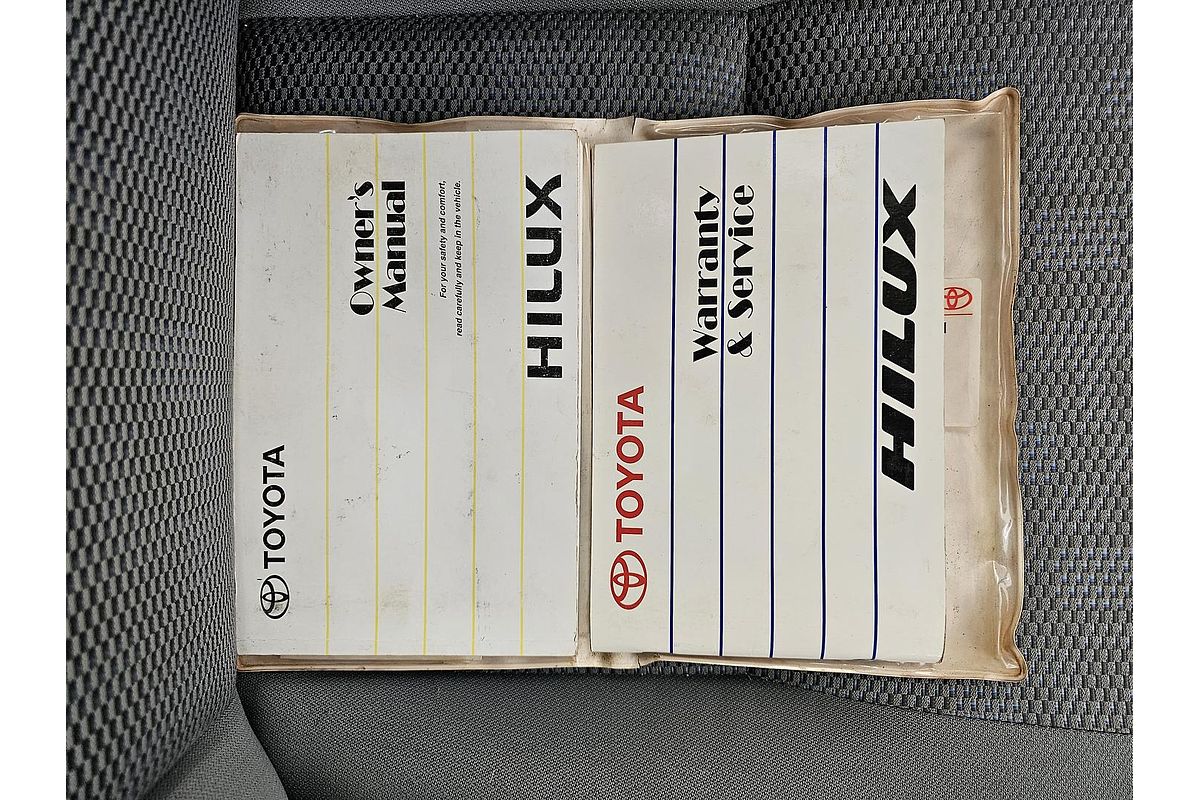 TOYOTA
Owner's
Manual
For your safety and comfort,
read carefully and keep in the vehicle.
HILUX
TOYOTA
Warranty
& Service
HILUX